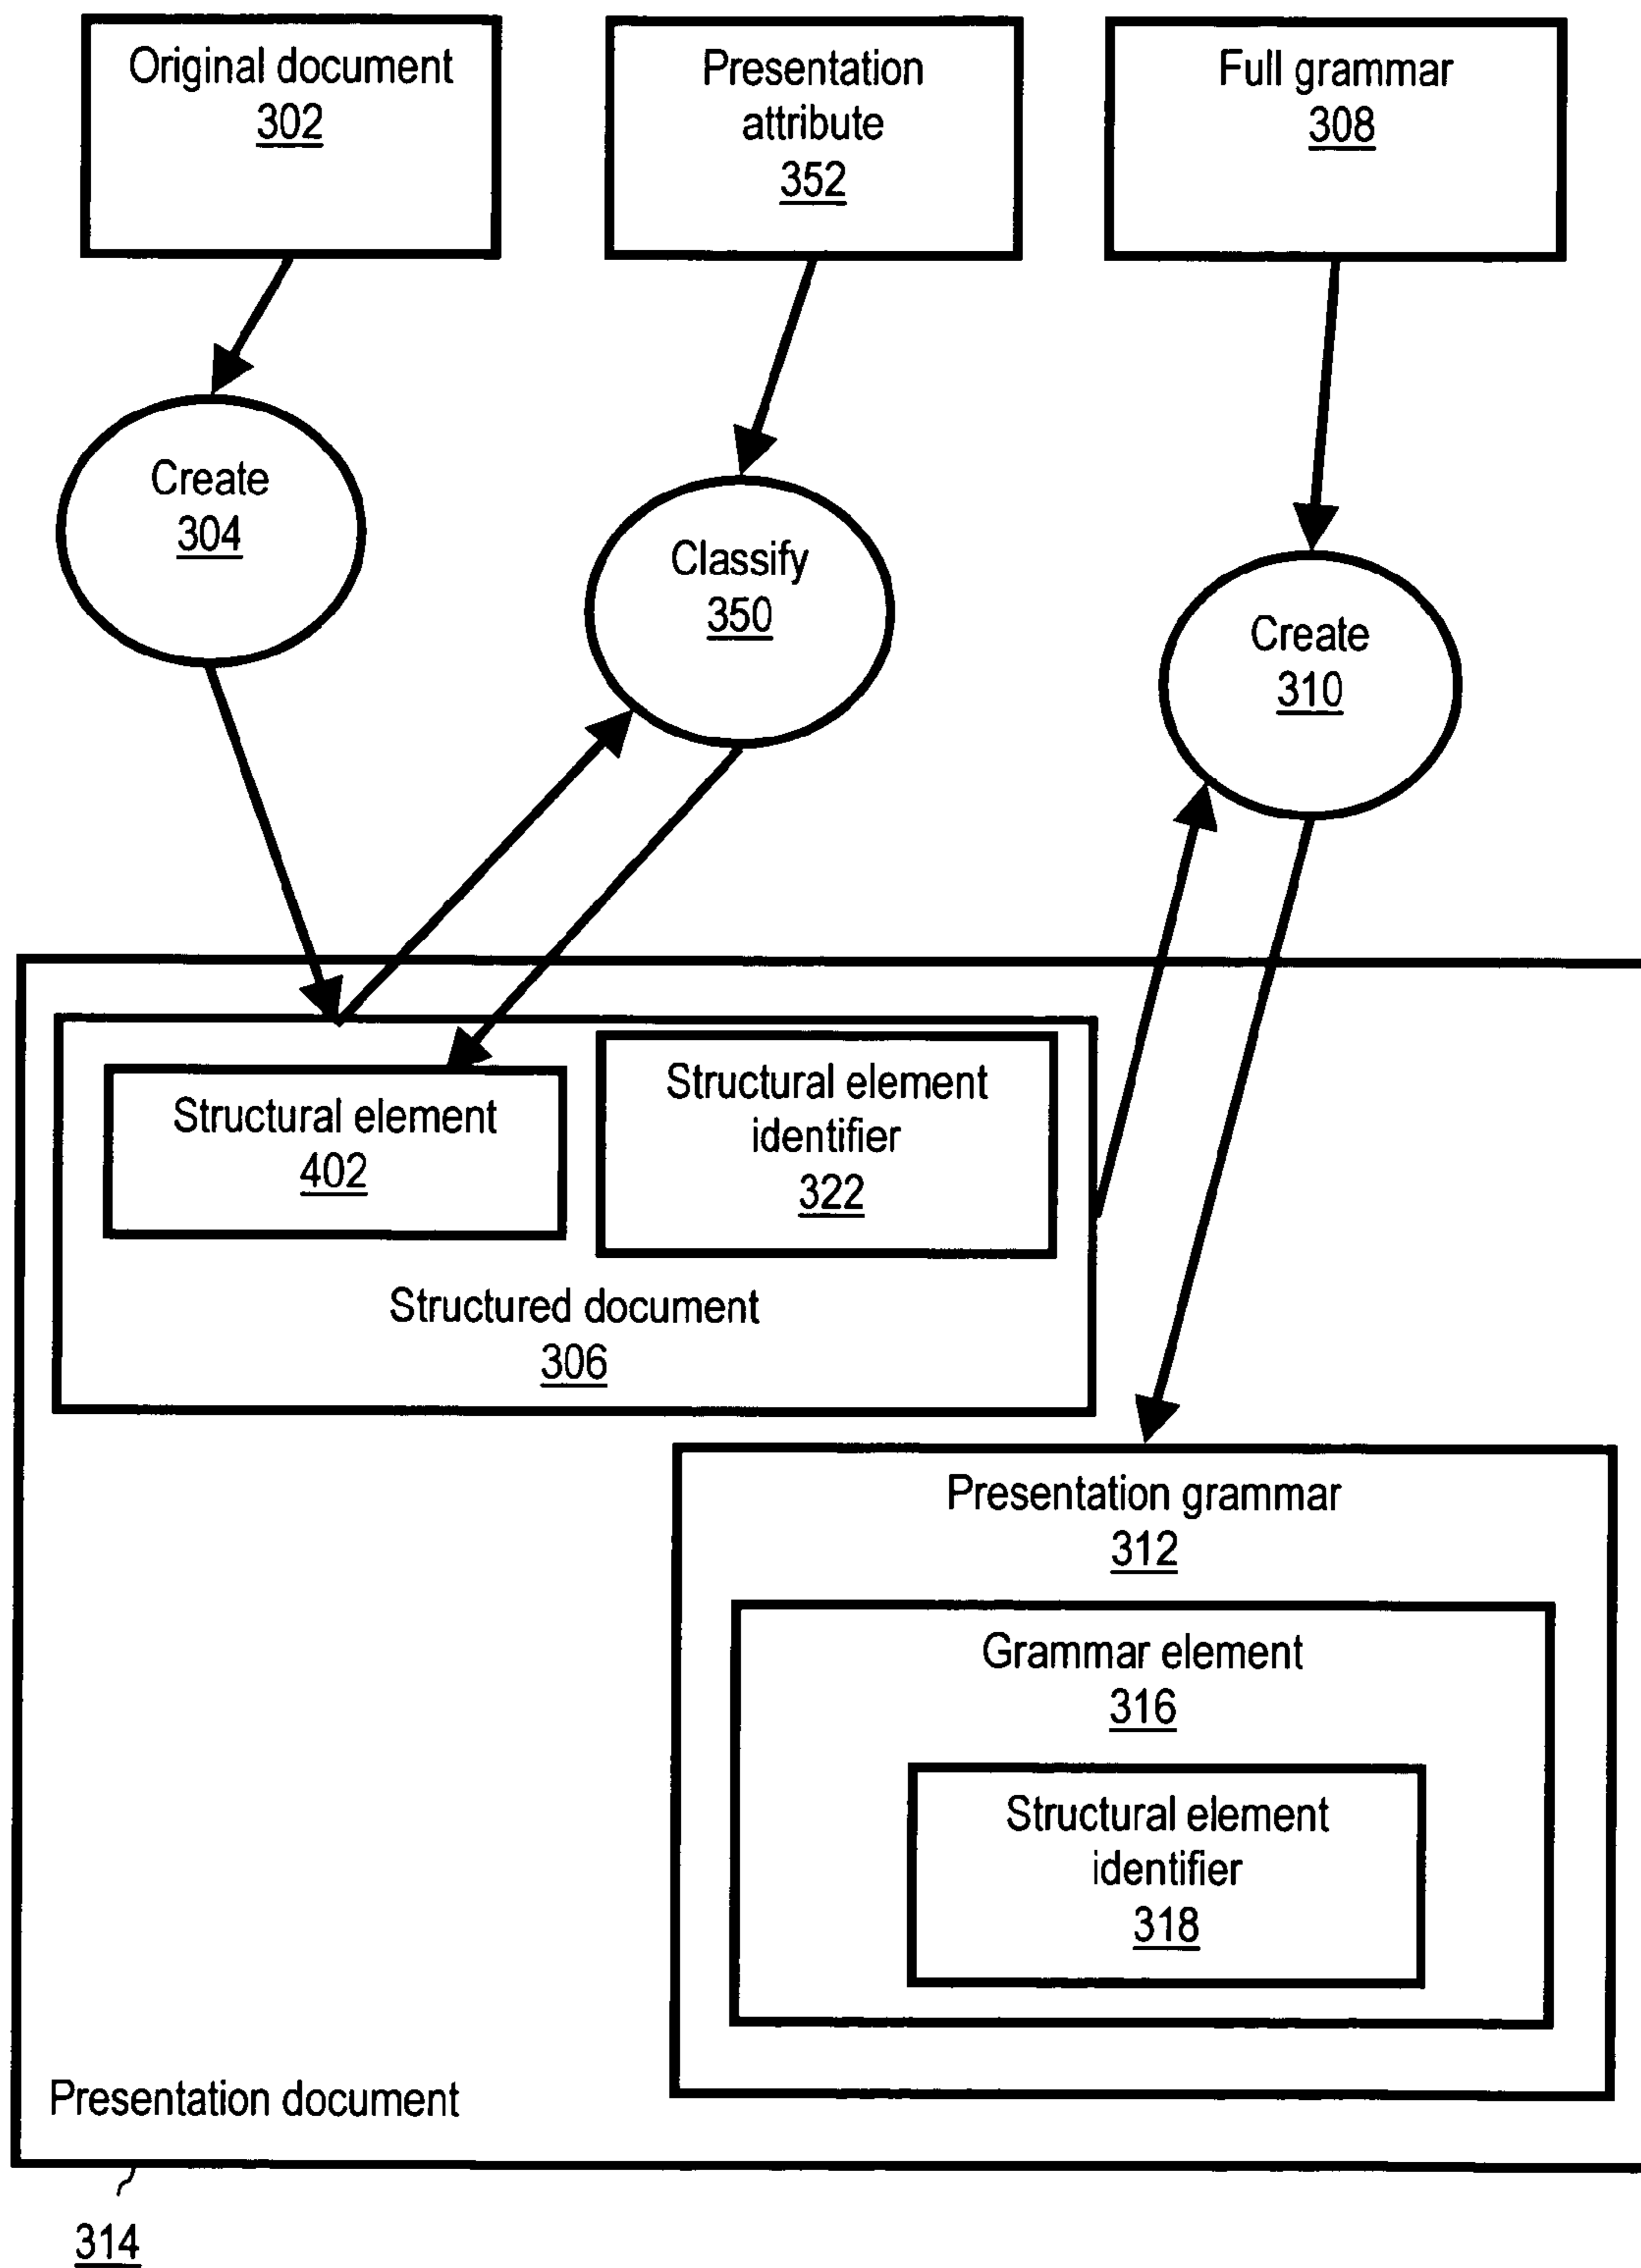 Original document
302
Presentation
attribute
352
Full grammar
308
Create
304
Classify
350
Create
310
Structural element
402
Structural element
identifier
322
Structured document
306
Presentation grammar
312
Grammar element
316
Structural element
identifier
318
Presentation document
314